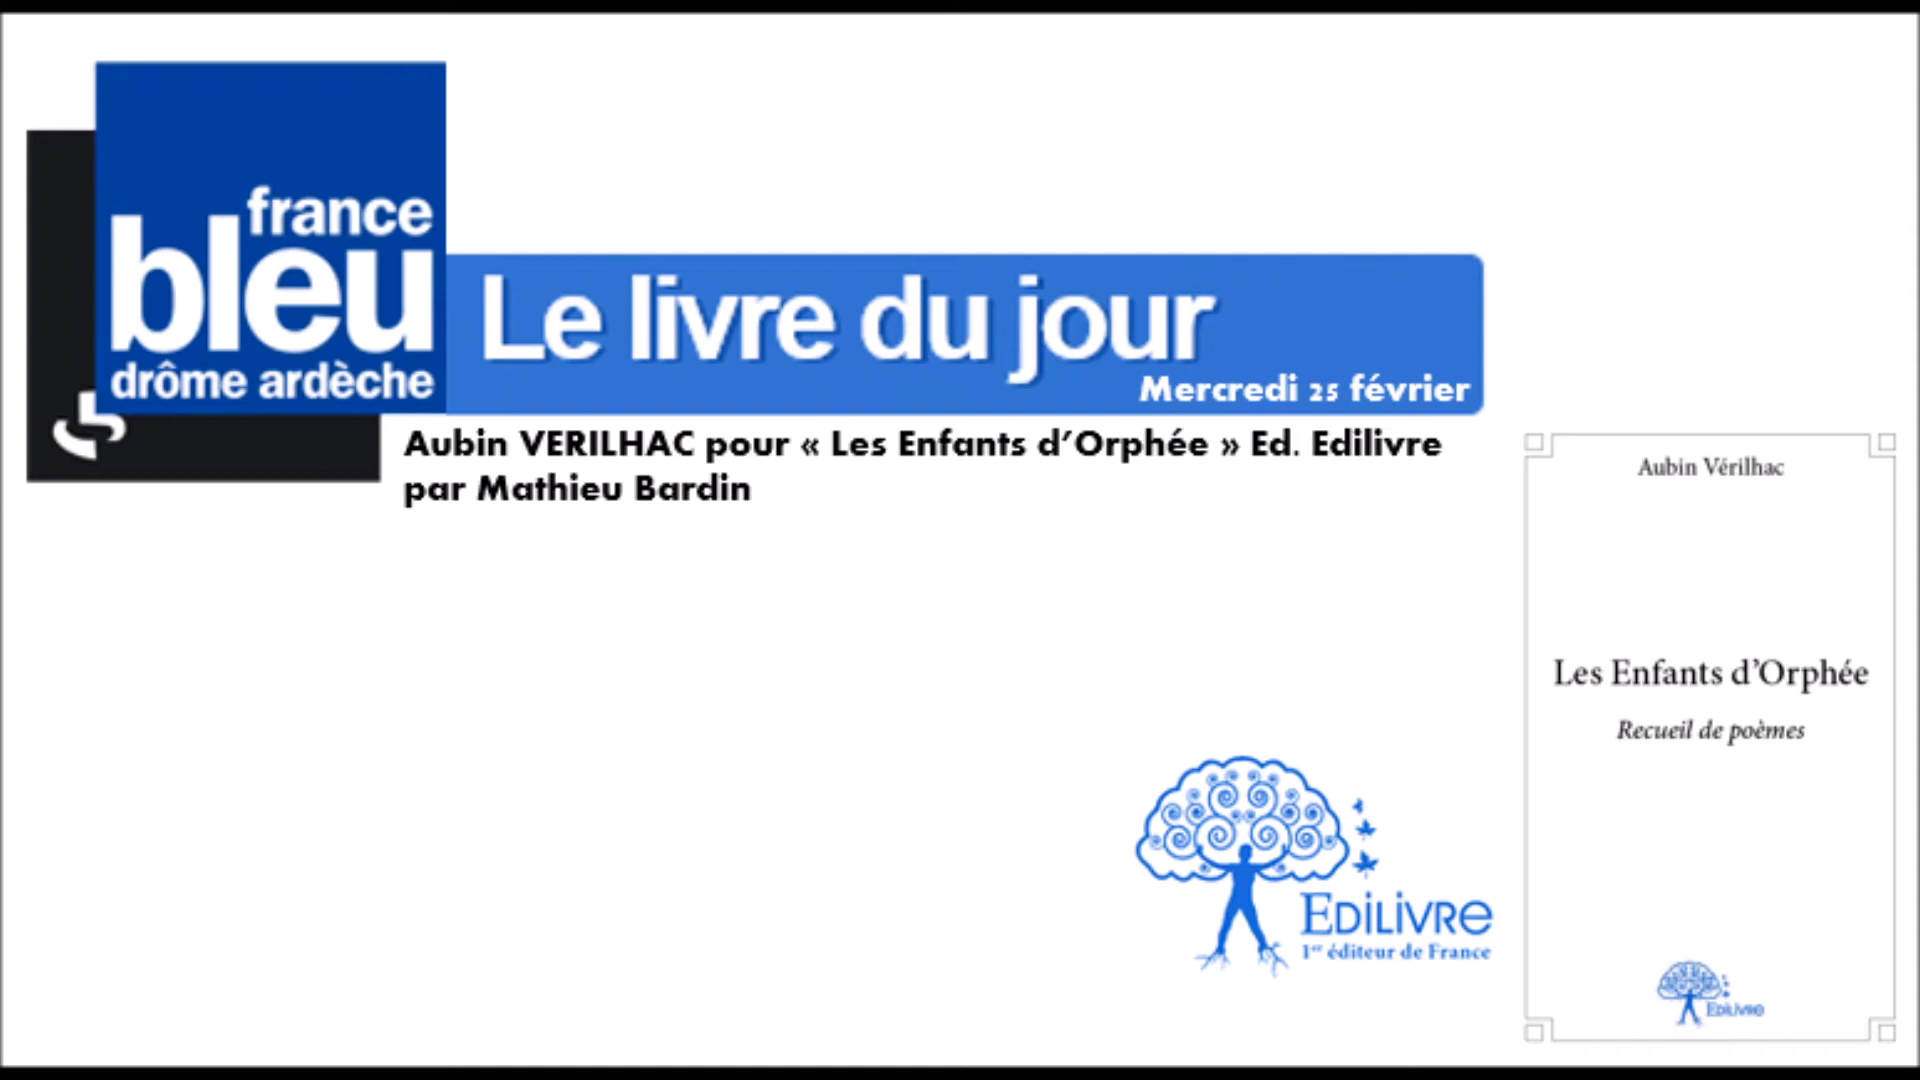 france
bleu
drôme ardèche
Le livre du jour
Mercredi 25 février
Aubin VERILHAC pour « Les Enfants d’Orphée » Ed. Edilivre
par Mathieu Bardin
Aubin Vérilhac
Les Enfants d’Orphée
Recueil de poèmes
EDILIVRE
1er éditeur de France
EDILIVRE